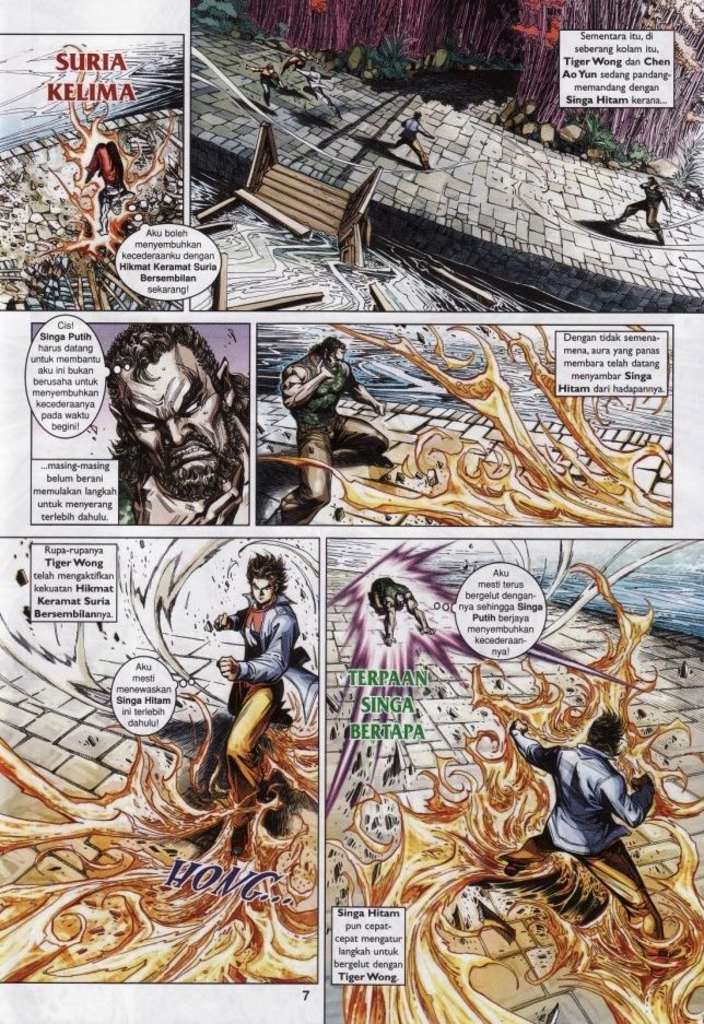 SURIA
KELIMA
Aku boleh
menyembuhkan
kecederaanku dengan
Hikmat Keramat Suria
Bersembilan
sekarang!
Sementara itu, di
seberang kolam itu,
Tiger Wong dan Chen
Ao Yun sedang pandang-
memandang dengan
Singa Hitam kerana...
Cis!
Singa Putih
harus datang
untuk membantu
aku ini bukan
berusaha untuk
menyembuhkan
kecederaanya
pada waktu
begini!
...masing-masing
belum berani
memulakan langkah
untuk menyerang
terlebih dahulu.
Dengan tidak semena-
mena, aura yang panas
membara telah datang
menyambar Singa
Hitam dari hadapannya.
Rupa-rupanya
Tiger Wong
telah mengaktifkan
kekuatan Hikmat
Keramat Suria
Bersembilannya.
Aku
mesti
menewaskan
Singa Hitam
ini terlebih
dahulu!
HONG...
Aku
mesti terus
bergelut dengan-
nya sehingga Singa
Putih berjaya
menyembuhkan
kecederaan-
nya!
TERPAAN
SINGA
BERTAPA
Singa Hitam
pun cepat-
cepat mengatur
langkah untuk
bergelut dengan
Tiger Wong.
7